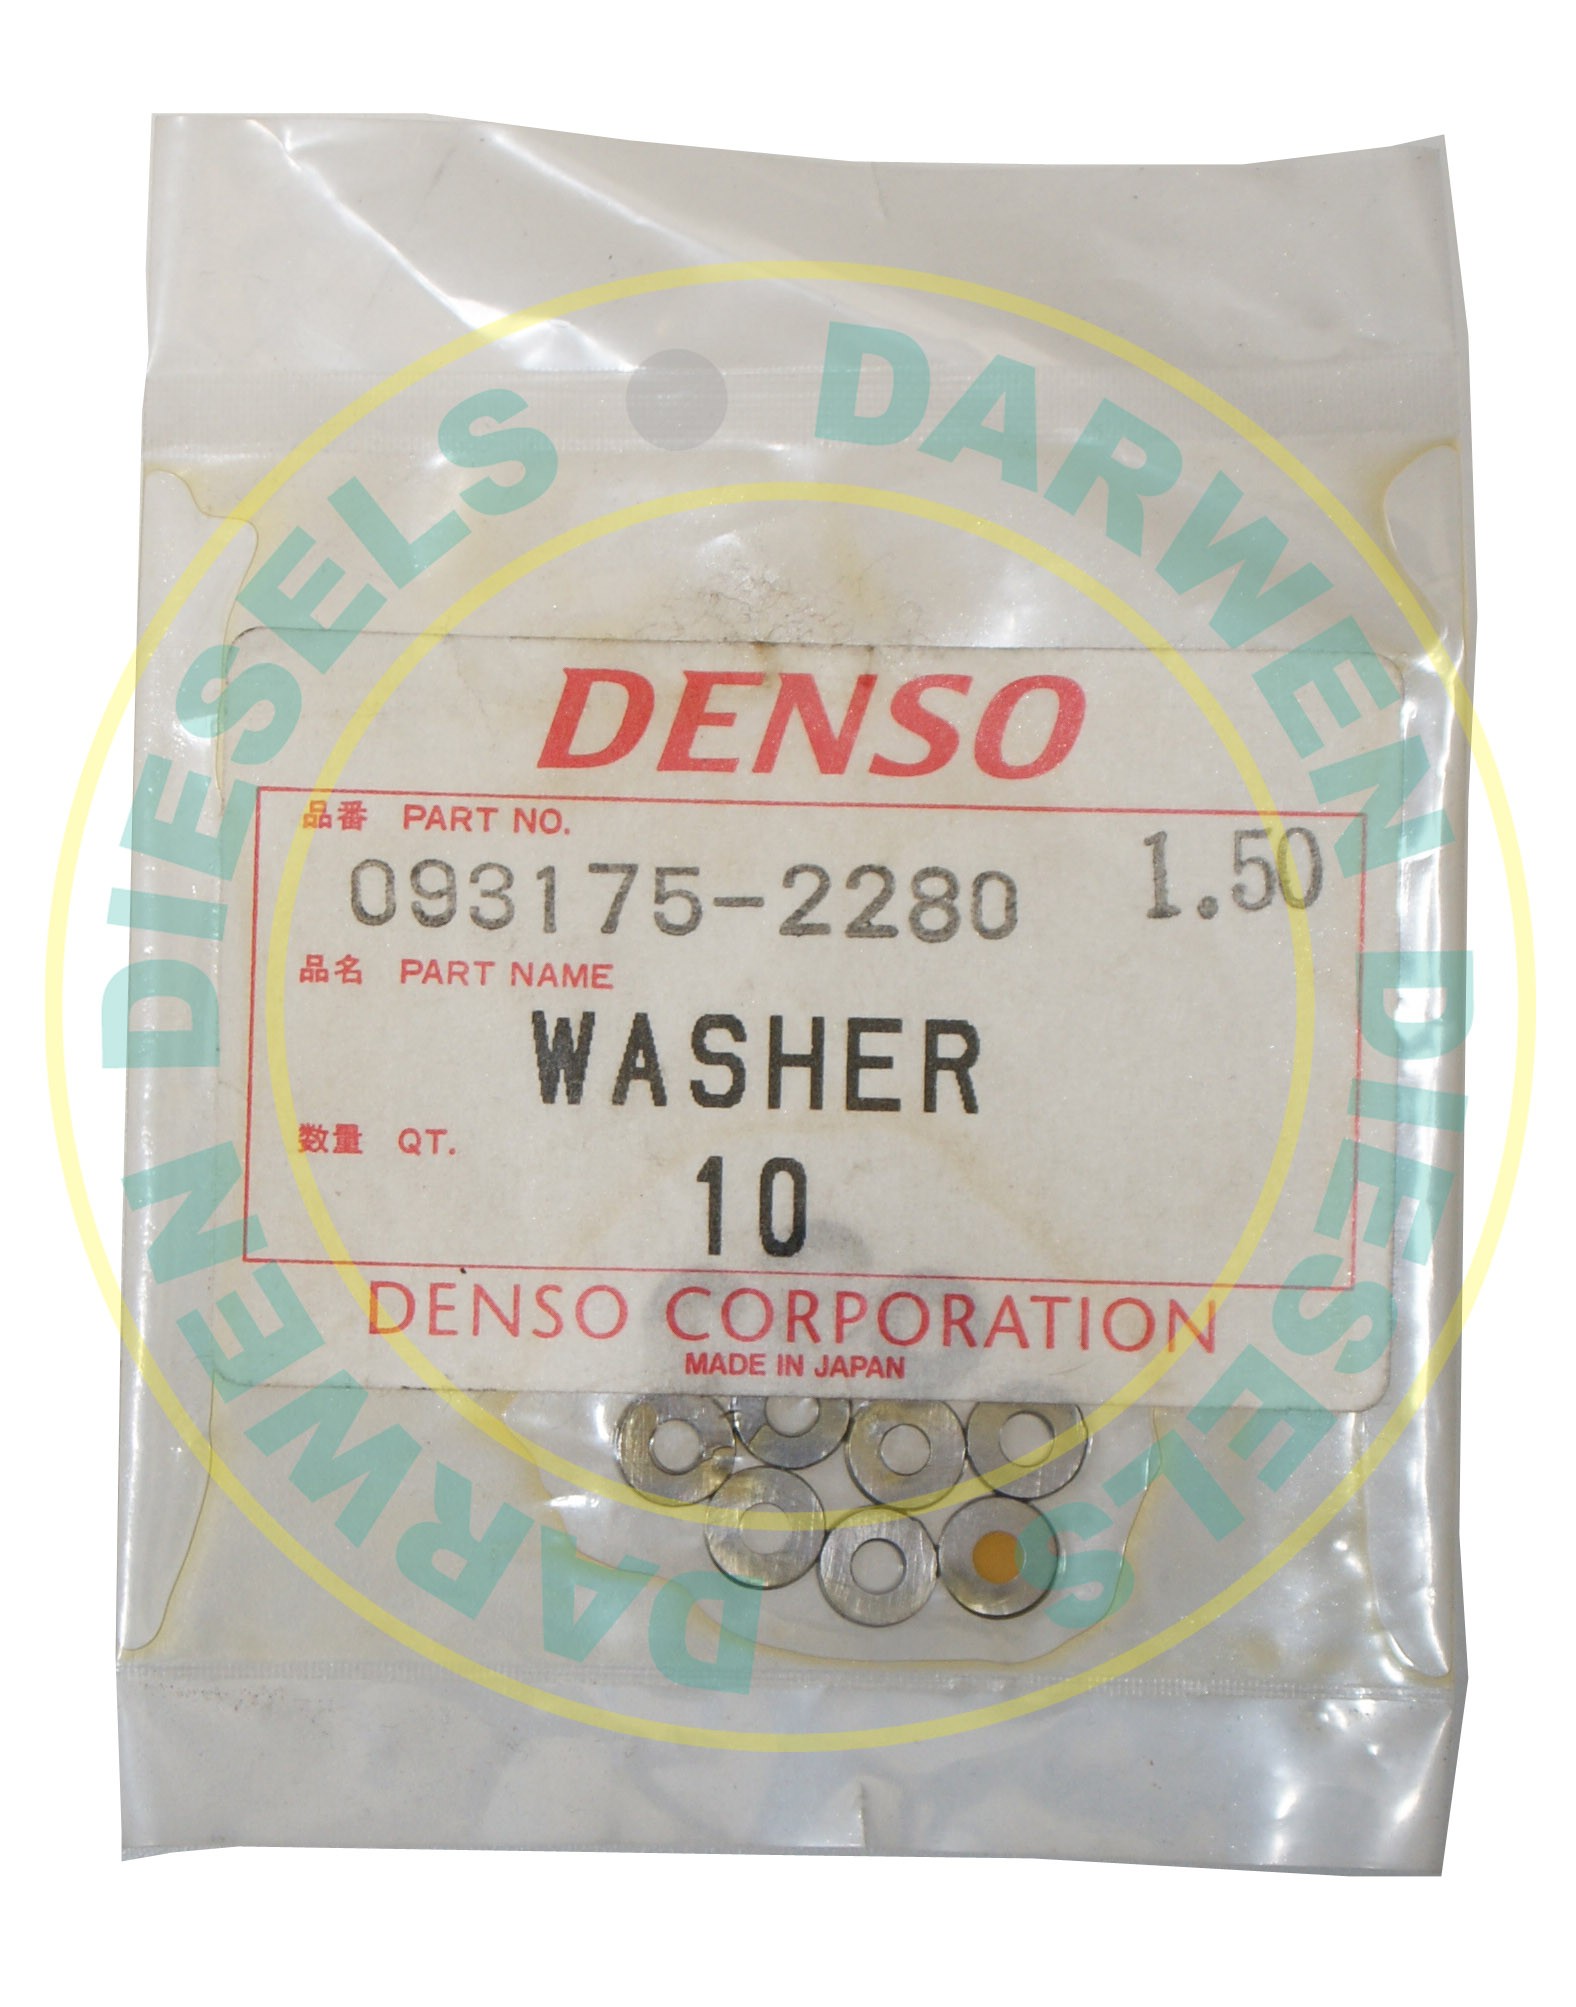 DENSO
品番 PART NO.
093175-2280 1.50
品名 PART NAME
WASHER
数量 QT.
10
DENSO CORPORATION
MADE IN JAPAN
DARWEN DIESELS
DARWEN DIESELS